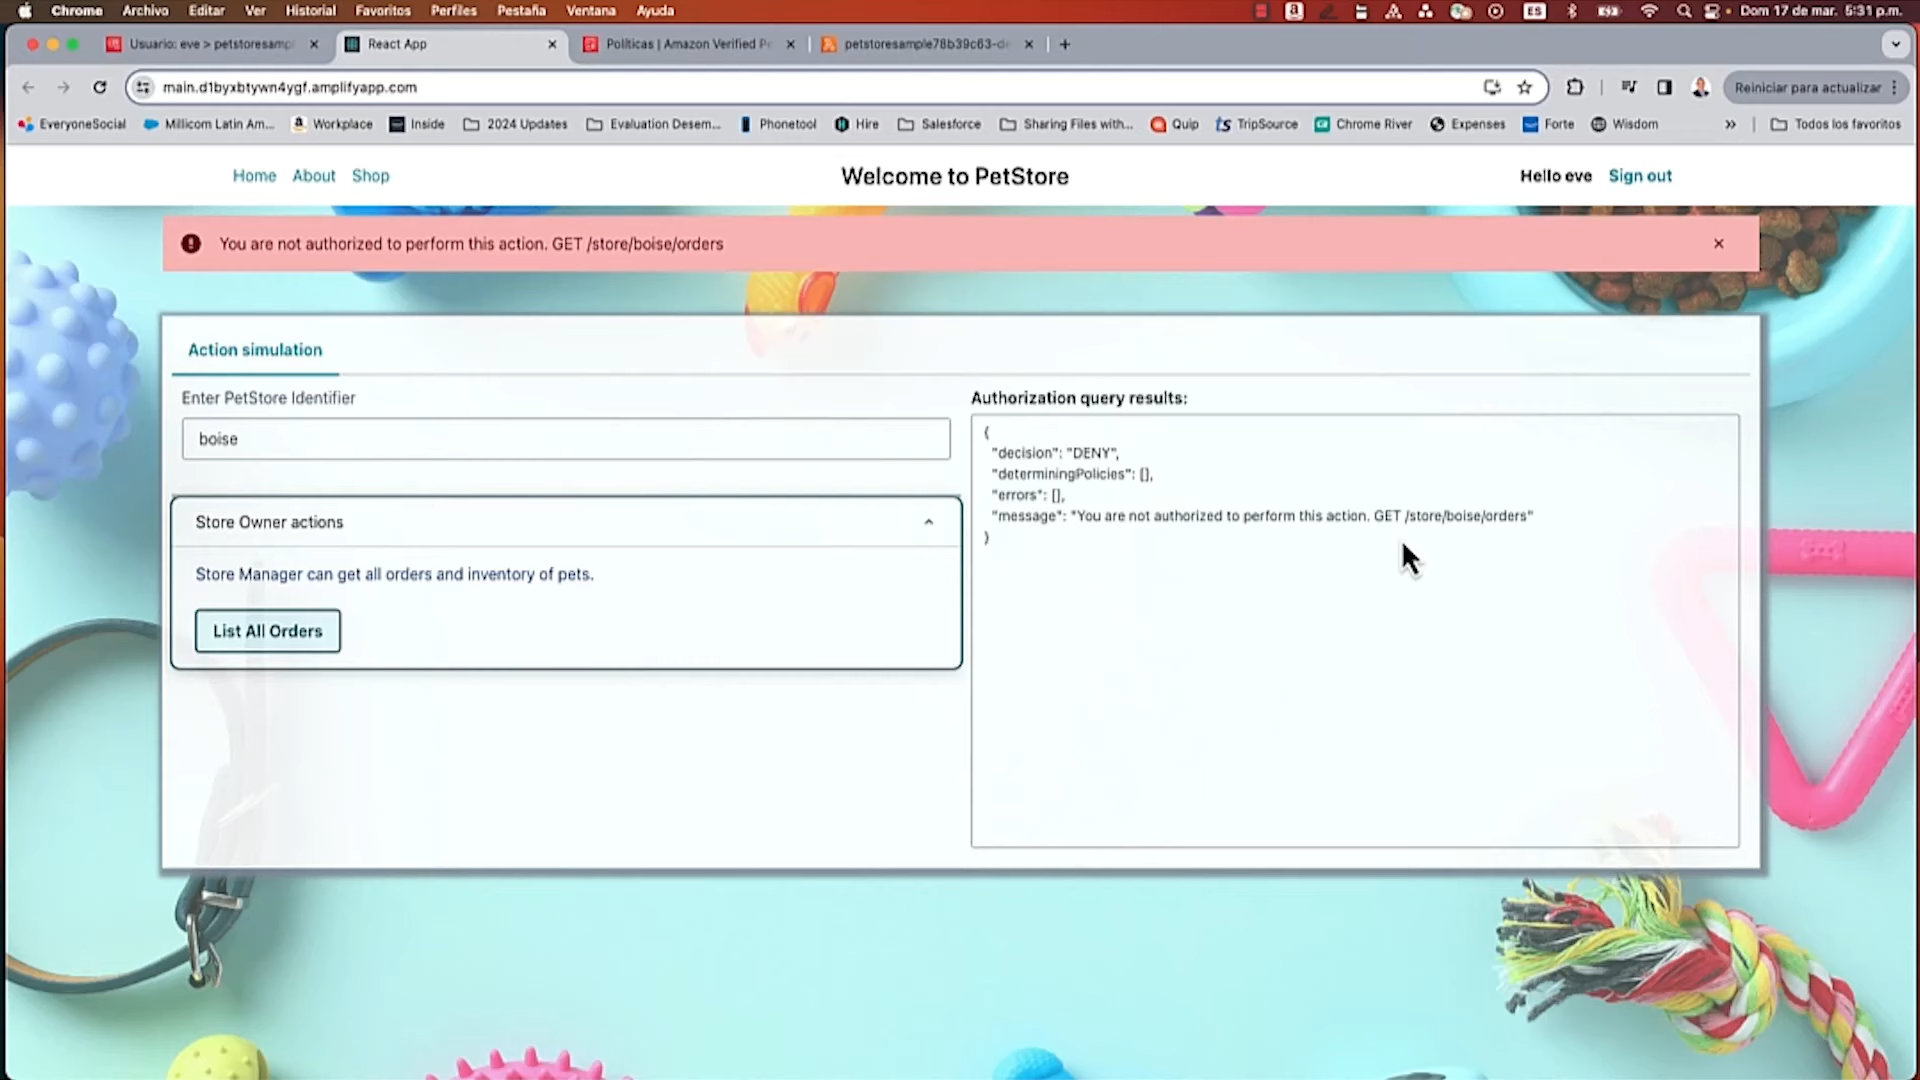 Chrome Archivo Editar Ver Historial Favoritos Perfiles Pestaña Ventana Ayuda ES Dom 17 de mar. 5:31 p.m.
Usuario: eve > petstoresampl React App Políticas | Amazon Verified Pe petstoresample78b39c63-de
main.d1byxbtywn4ygf.amplifyapp.com Reiniciar para actualizar
EveryoneSocial Millicom Latin Am... Workplace Inside 2024 Updates Evaluation Desem... Phonetool Hire Salesforce Sharing Files with... Quip TripSource Chrome River Expenses Forte Wisdom » Todos los favoritos
Home About Shop Welcome to PetStore Hello eve Sign out
You are not authorized to perform this action. GET /store/boise/orders
Action simulation
Enter PetStore Identifier
boise
Store Owner actions
Store Manager can get all orders and inventory of pets.
List All Orders
Authorization query results:
{
"decision": "DENY",
"determiningPolicies": [],
"errors": [],
"message": "You are not authorized to perform this action. GET /store/boise/orders"
}